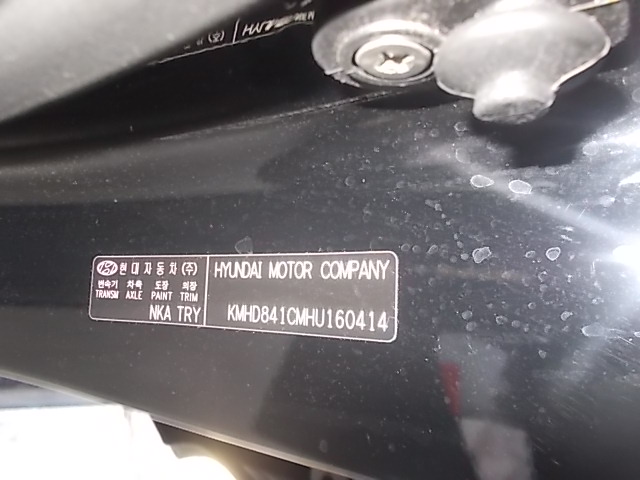 현대자동차(주)
변속기 차축 도장 외장
TRANSM AXLE PAINT TRIM
NKA TRY
HYUNDAI MOTOR COMPANY
KMHD841CMHU160414